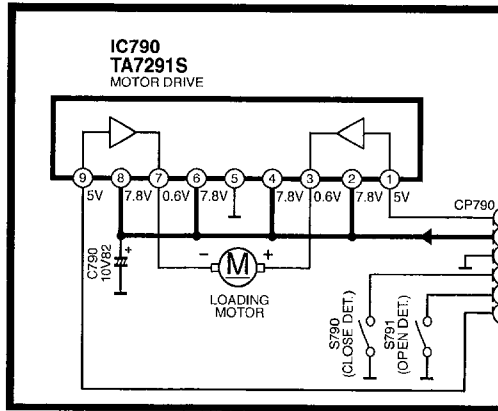 IC790
TA7291S
MOTOR DRIVE
9 8 7 6 5 4 3 2 1
5V 7.8V 0.6V 7.8V 7.8V 0.6V 7.8V 5V
CP790
C790
10V82
+
− M +
LOADING
MOTOR
S790
(CLOSE DET.)
S791
(OPEN DET.)